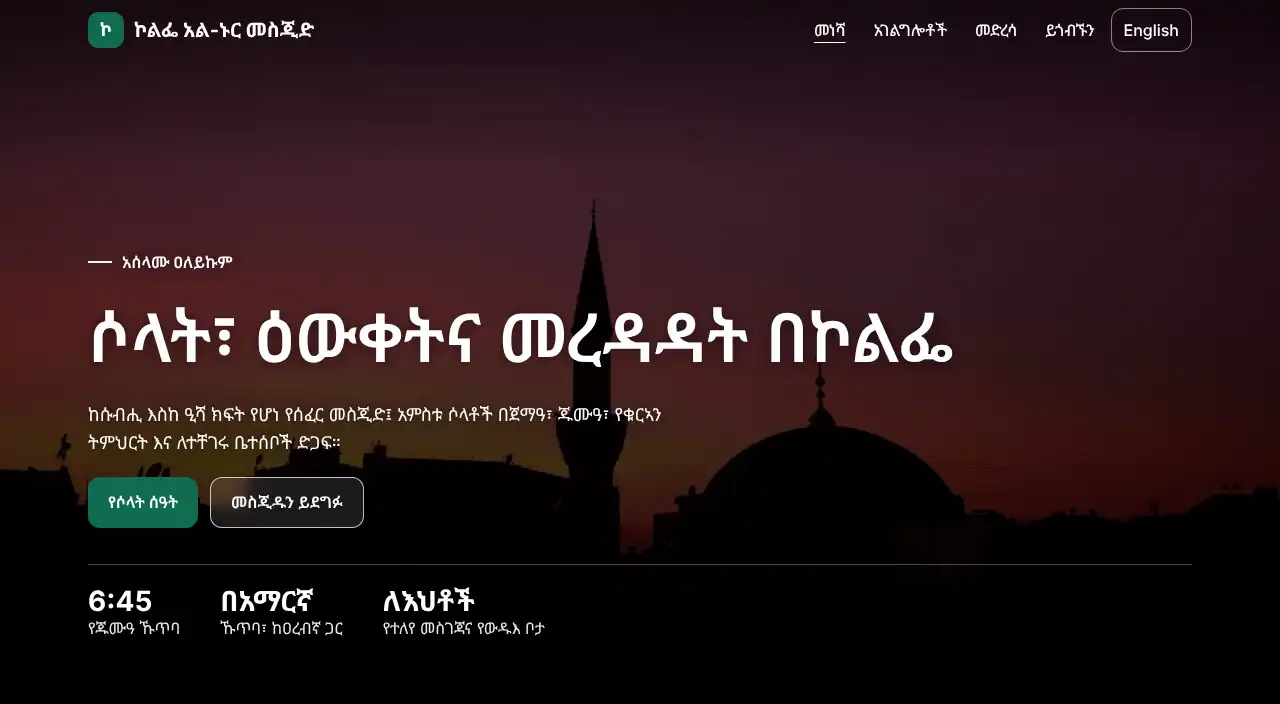 ኮ ኮልፌ አል-ኑር መስጂድ
መነሻ አገልግሎቶች መድረሳ ይጎብኙን English
አሰላሙ ዐለይኩም
ሶላት፣ ዕውቀትና መረዳዳት በኮልፌ
ከሱብሒ እስከ ዒሻ ክፍት የሆነ የሰፈር መስጂድ፤ አምስቱ ሶላቶች በጀማዓ፣ ጁሙዓ፣ የቁርኣን
ትምህርት እና ለተቸገሩ ቤተሰቦች ድጋፍ።
የሶላት ሰዓት መስጂዱን ይደግፉ
6:45 በአማርኛ ለእህቶች
የጁሙዓ ኹጥባ ኹጥባ፣ ከዐረብኛ ጋር የተለየ መስገጃና የውዱእ ቦታ